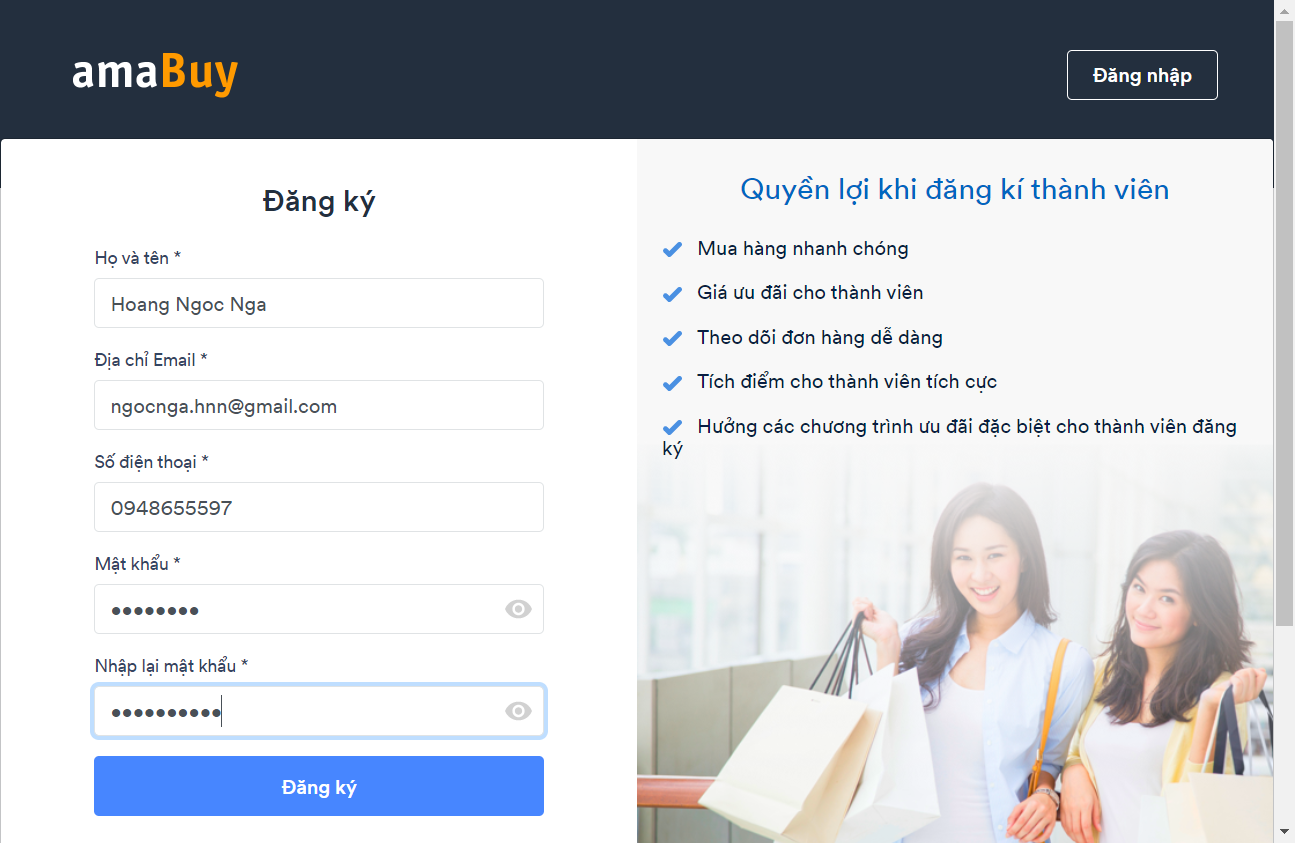 amaBuy
Đăng nhập
Đăng ký
Họ và tên *
Hoang Ngoc Nga
Địa chỉ Email *
ngocnga.hnn@gmail.com
Số điện thoại *
0948655597
Mật khẩu *
••••••••
Nhập lại mật khẩu *
••••••••••
Đăng ký
Quyền lợi khi đăng kí thành viên
Mua hàng nhanh chóng
Giá ưu đãi cho thành viên
Theo dõi đơn hàng dễ dàng
Tích điểm cho thành viên tích cực
Hưởng các chương trình ưu đãi đặc biệt cho thành viên đăng
ký